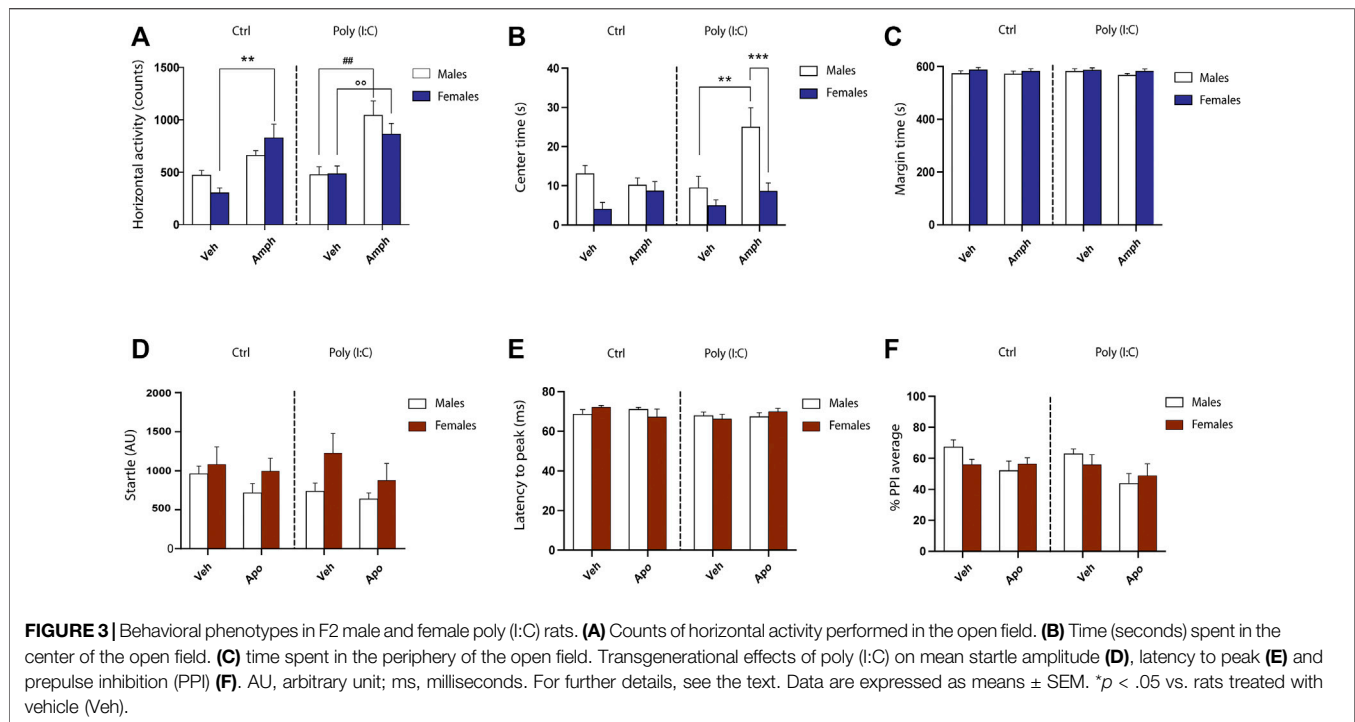 A
Ctrl
Poly (I:C)
Horizontal activity (counts)
1500
1000
500
0
**
##
°°
Males
Females
Veh
Amph
Veh
Amph
B
Ctrl
Poly (I:C)
Center time (s)
40
30
20
10
0
**
***
Males
Females
Veh
Amph
Veh
Amph
C
Ctrl
Poly (I:C)
Margin time (s)
600
400
200
0
Males
Females
Veh
Amph
Veh
Amph
D
Ctrl
Poly (I:C)
Startle (AU)
2000
1500
1000
500
0
Males
Females
Veh
Apo
Veh
Apo
E
Ctrl
Poly (I:C)
Latency to peak (ms)
80
60
40
20
0
Males
Females
Veh
Apo
Veh
Apo
F
Ctrl
Poly (I:C)
% PPI average
100
80
60
40
20
0
Males
Females
Veh
Apo
Veh
Apo
FIGURE 3 | Behavioral phenotypes in F2 male and female poly (I:C) rats. (A) Counts of horizontal activity performed in the open field. (B) Time (seconds) spent in the
center of the open field. (C) time spent in the periphery of the open field. Transgenerational effects of poly (I:C) on mean startle amplitude (D), latency to peak (E) and
prepulse inhibition (PPI) (F). AU, arbitrary unit; ms, milliseconds. For further details, see the text. Data are expressed as means ± SEM. *p < .05 vs. rats treated with
vehicle (Veh).